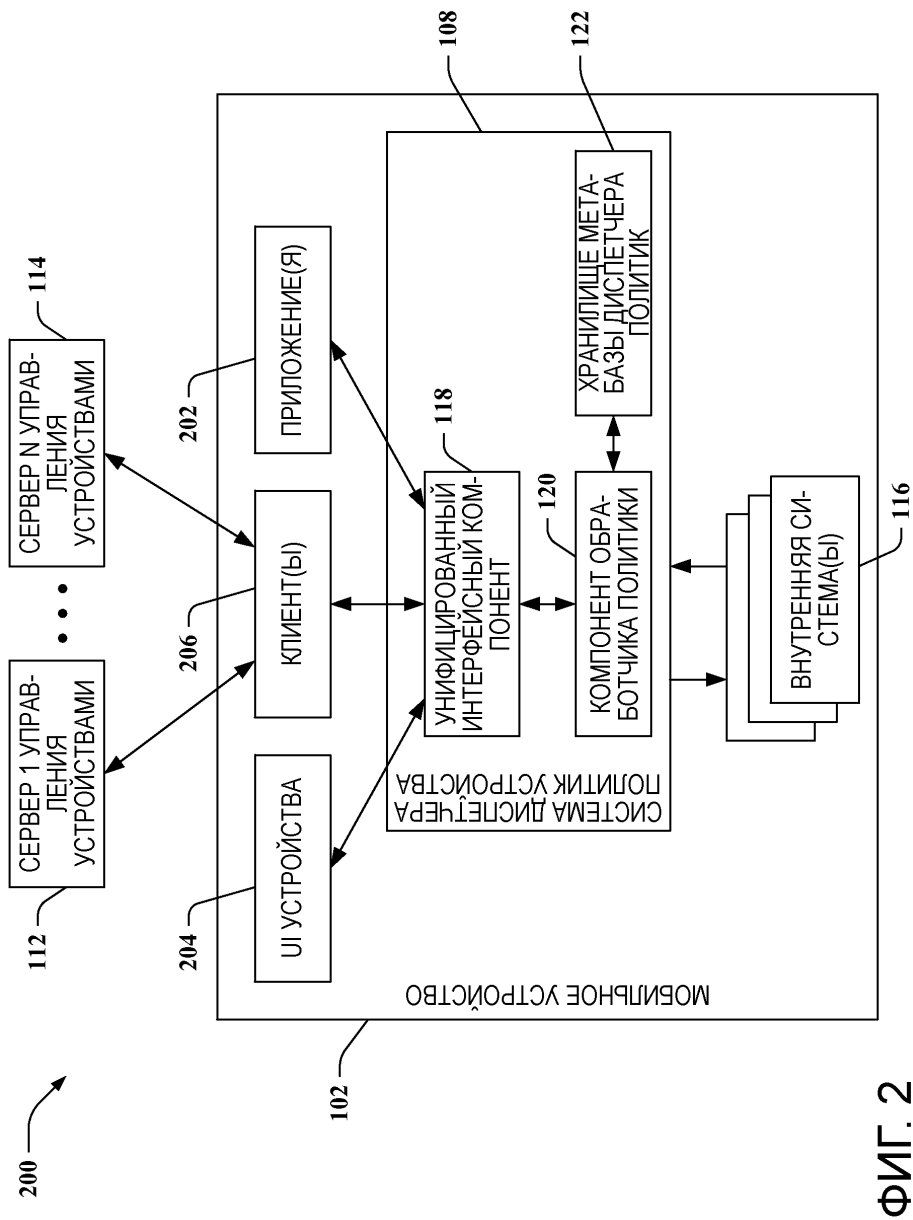 200
112
СЕРВЕР 1 УПРАВ-
ЛЕНИЯ
УСТРОЙСТВАМИ
114
СЕРВЕР N УПРАВ-
ЛЕНИЯ
УСТРОЙСТВАМИ
102
МОБИЛЬНОЕ УСТРОЙСТВО
204
UI УСТРОЙСТВА
206
КЛИЕНТ(Ы)
202
ПРИЛОЖЕНИЕ(Я)
108
СИСТЕМА ДИСПЕТЧЕРА
ПОЛИТИК УСТРОЙСТВА
118
УНИФИЦИРОВАННЫЙ
ИНТЕРФЕЙСНЫЙ КОМ-
ПОНЕНТ
120
КОМПОНЕНТ ОБРА-
БОТЧИКА ПОЛИТИКИ
122
ХРАНИЛИЩЕ МЕТА-
БАЗЫ ДИСПЕТЧЕРА
ПОЛИТИК
ВНУТРЕННЯЯ СИ-
СТЕМА(Ы)
116
ФИГ. 2